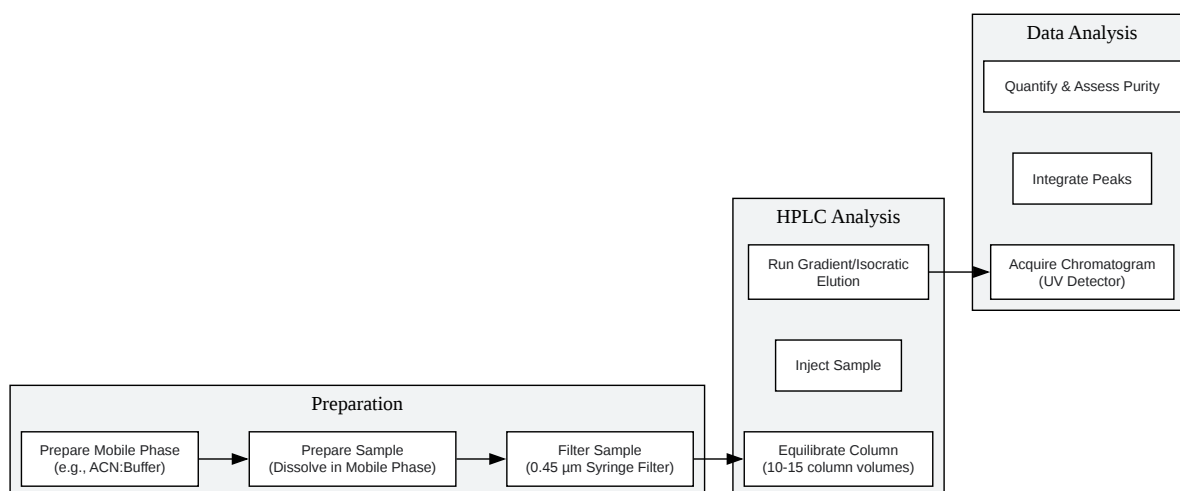 Data Analysis
Quantify & Assess Purity
Integrate Peaks
Acquire Chromatogram
(UV Detector)
HPLC Analysis
Run Gradient/Isocratic
Elution
Inject Sample
Equilibrate Column
(10-15 column volumes)
Preparation
Prepare Mobile Phase
(e.g., ACN:Buffer)
Prepare Sample
(Dissolve in Mobile Phase)
Filter Sample
(0.45 µm Syringe Filter)